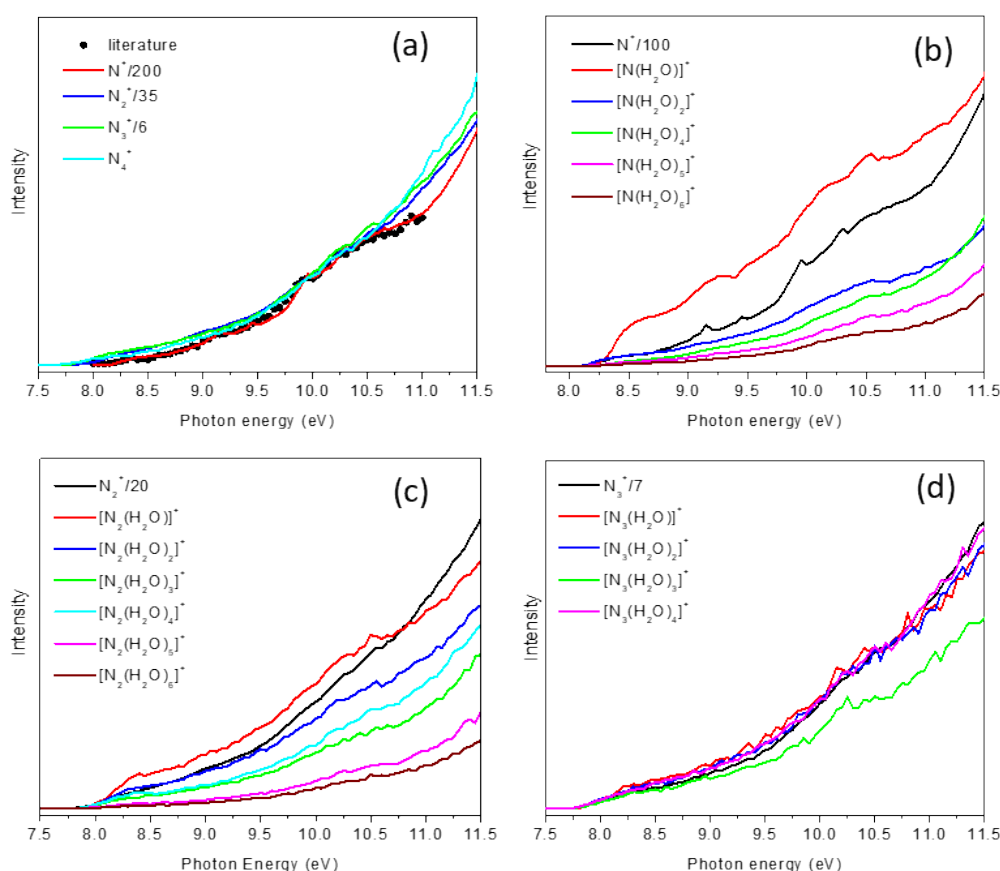 (a)
literature
N⁺/200
N₂⁺/35
N₃⁺/6
N₄⁺
Intensity
7.5 8.0 8.5 9.0 9.5 10.0 10.5 11.0 11.5
Photon energy (eV)
(b)
N⁺/100
[N(H₂O)]⁺
[N(H₂O)₂]⁺
[N(H₂O)₄]⁺
[N(H₂O)₅]⁺
[N(H₂O)₆]⁺
Intensity
8.0 8.5 9.0 9.5 10.0 10.5 11.0 11.5
Photon energy (eV)
(c)
N₂⁺/20
[N₂(H₂O)]⁺
[N₂(H₂O)₂]⁺
[N₂(H₂O)₃]⁺
[N₂(H₂O)₄]⁺
[N₂(H₂O)₅]⁺
[N₂(H₂O)₆]⁺
Intensity
7.5 8.0 8.5 9.0 9.5 10.0 10.5 11.0 11.5
Photon Energy (eV)
(d)
N₃⁺/7
[N₃(H₂O)]⁺
[N₃(H₂O)₂]⁺
[N₃(H₂O)₃]⁺
[N₃(H₂O)₄]⁺
Intensity
7.5 8.0 8.5 9.0 9.5 10.0 10.5 11.0 11.5
Photon energy (eV)